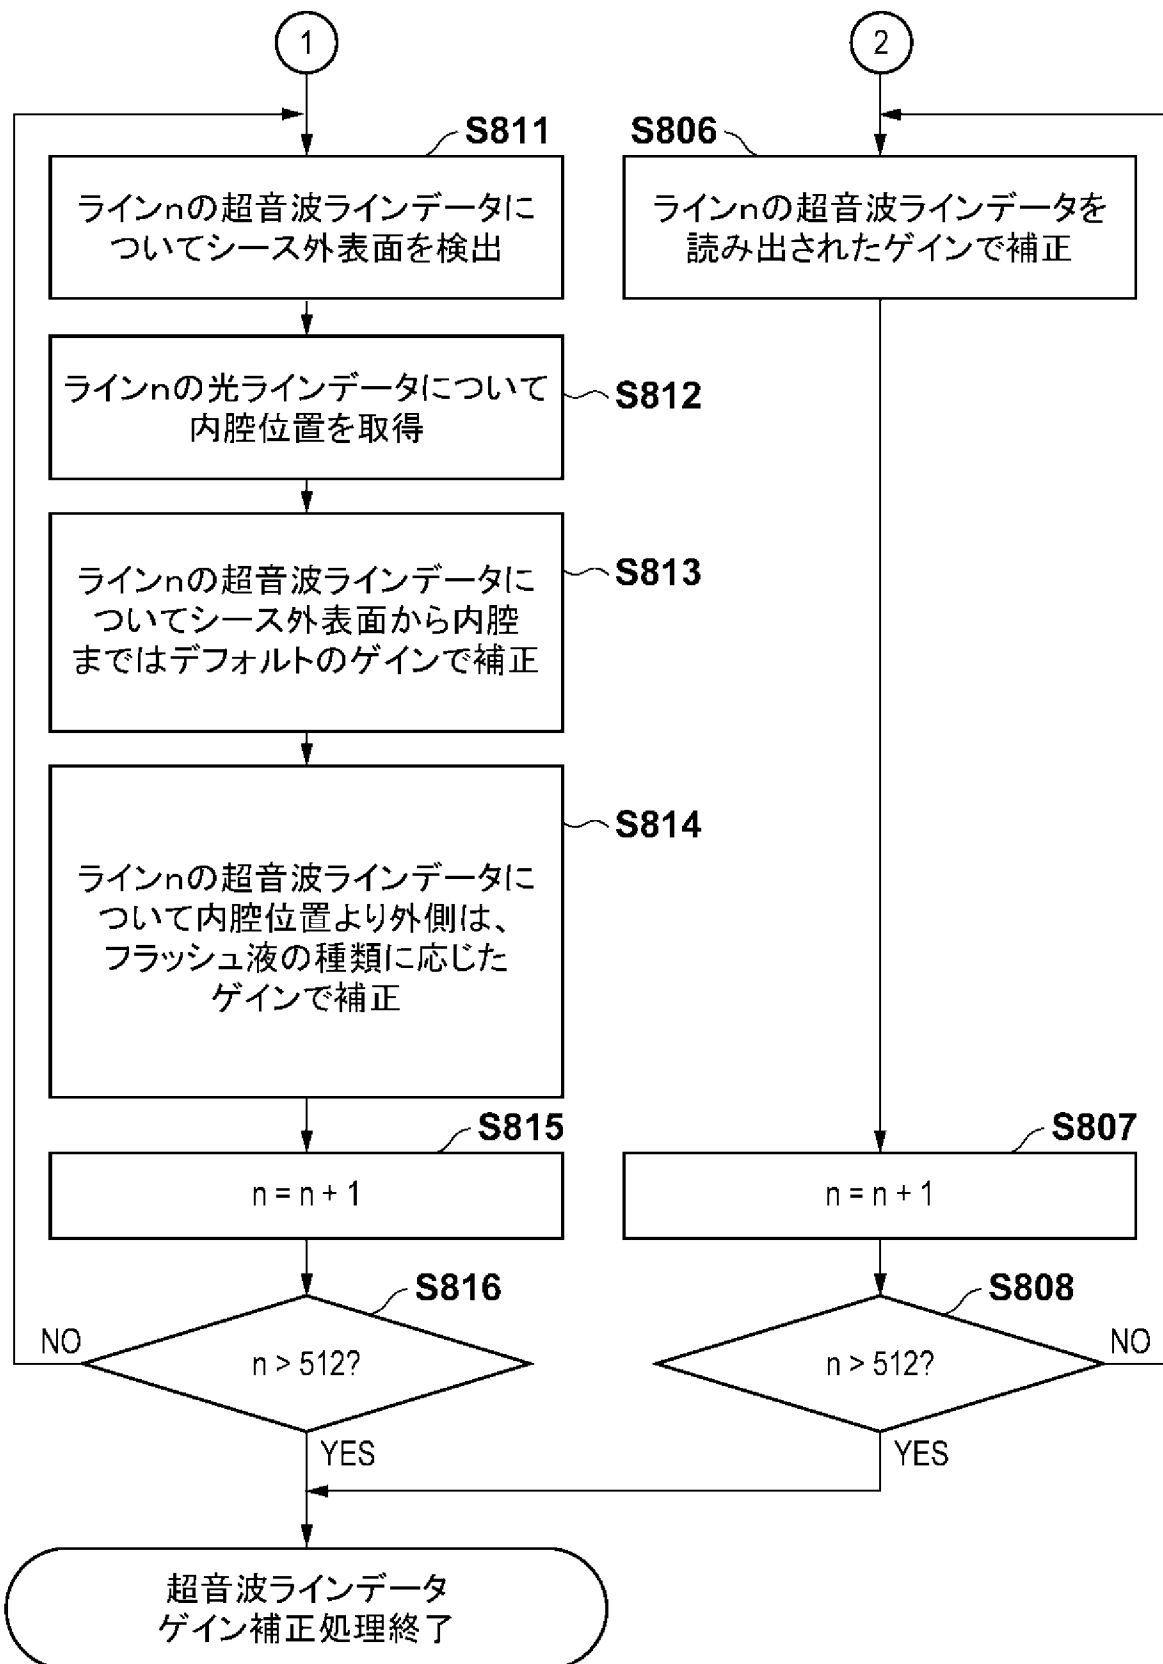 1
S811
ラインnの超音波ラインデータに
ついてシース外表面を検出
ラインnの光ラインデータについて
内腔位置を取得
S812
ラインnの超音波ラインデータに
ついてシース外表面から内腔
まではデフォルトのゲインで補正
S813
ラインnの超音波ラインデータに
ついて内腔位置より外側は、
フラッシュ液の種類に応じた
ゲインで補正
S814
S815
n = n + 1
S816
n > 512?
NO
YES
2
S806
ラインnの超音波ラインデータを
読み出されたゲインで補正
S807
n = n + 1
S808
n > 512?
NO
YES
超音波ラインデータ
ゲイン補正処理終了